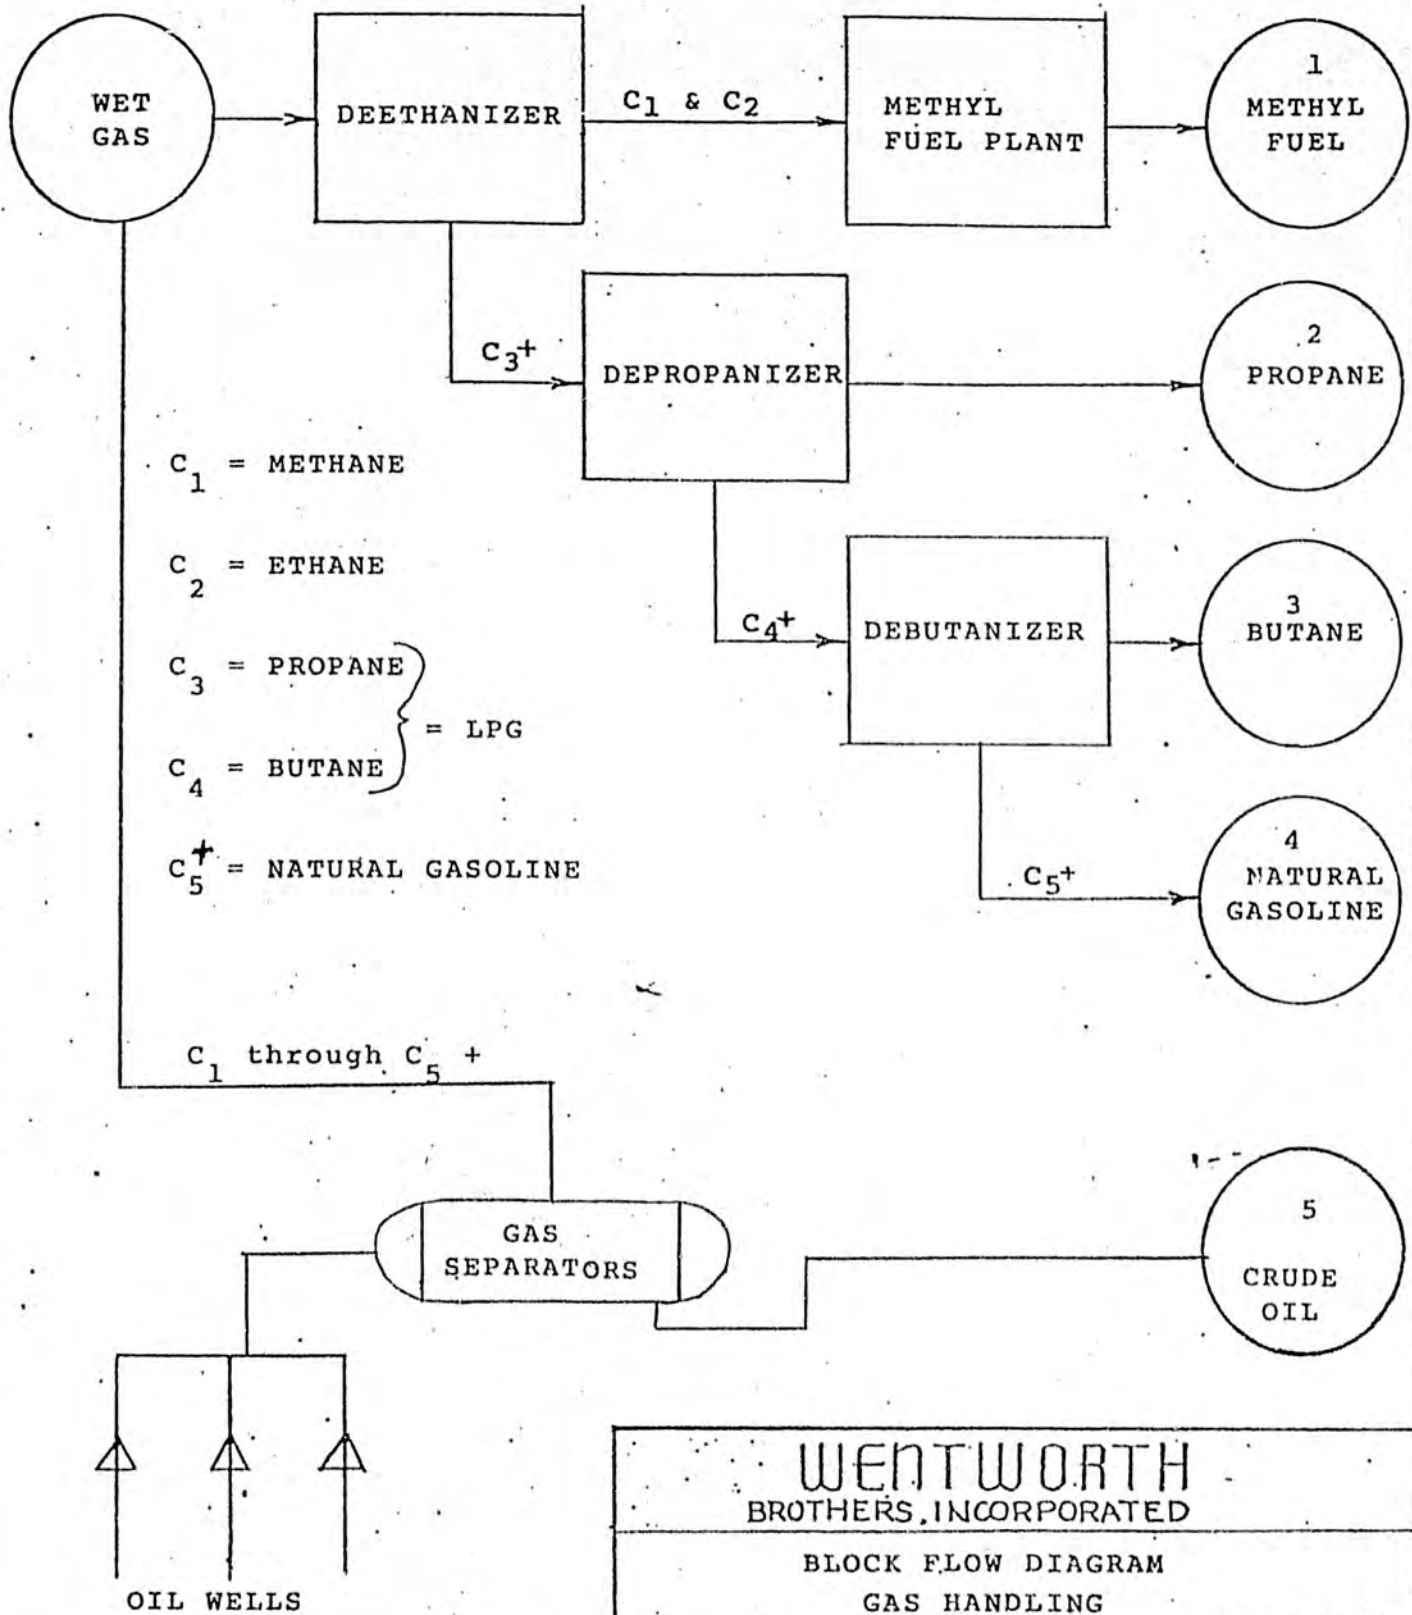 WET
GAS
DEETHANIZER
C₁ & C₂
METHYL
FUEL PLANT
1
METHYL
FUEL
C₃+
DEPROPANIZER
2
PROPANE
C₁ = METHANE
C₂ = ETHANE
C₃ = PROPANE
= LPG
C₄ = BUTANE
C₅+ = NATURAL GASOLINE
C₄+
DEBUTANIZER
3
BUTANE
C₅+
4
NATURAL
GASOLINE
C₁ through C₅ +
GAS
SEPARATORS
5
CRUDE
OIL
OIL WELLS
WENTWORTH
BROTHERS, INCORPORATED
BLOCK FLOW DIAGRAM
GAS HANDLING